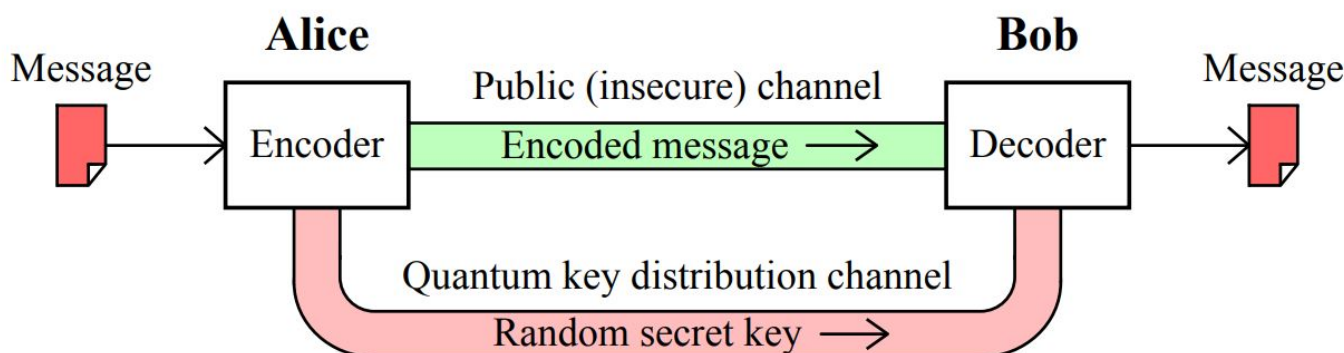 Alice
Bob
Message
Message
Public (insecure) channel
Encoder
Encoded message
Decoder
Quantum key distribution channel
Random secret key